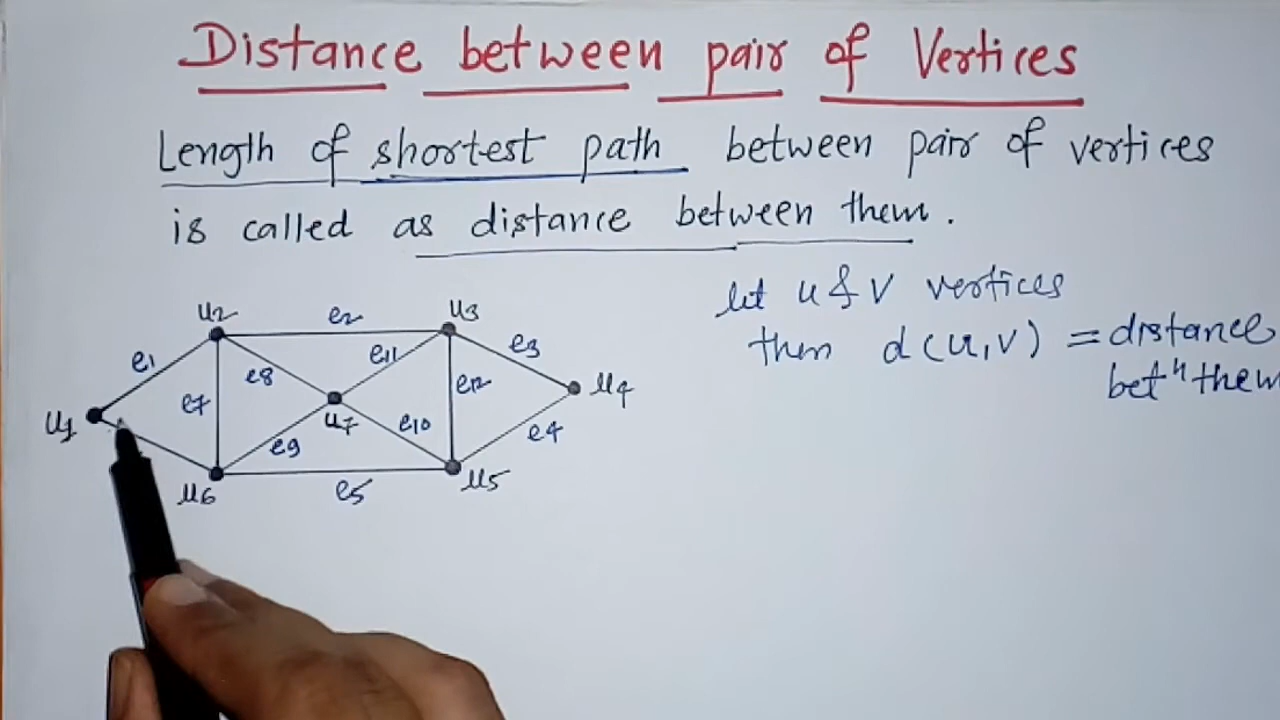 Distance between pair of Vertices
Length of shortest path between pair of vertices
is called as distance between them.
let u & v vertices
then d(u,v) = distance
betⁿ them
u2
e2
u3
e1
e8
e11
e3
e7
e12
u4
u1
u7
e10
e4
e9
u6
e5
u5